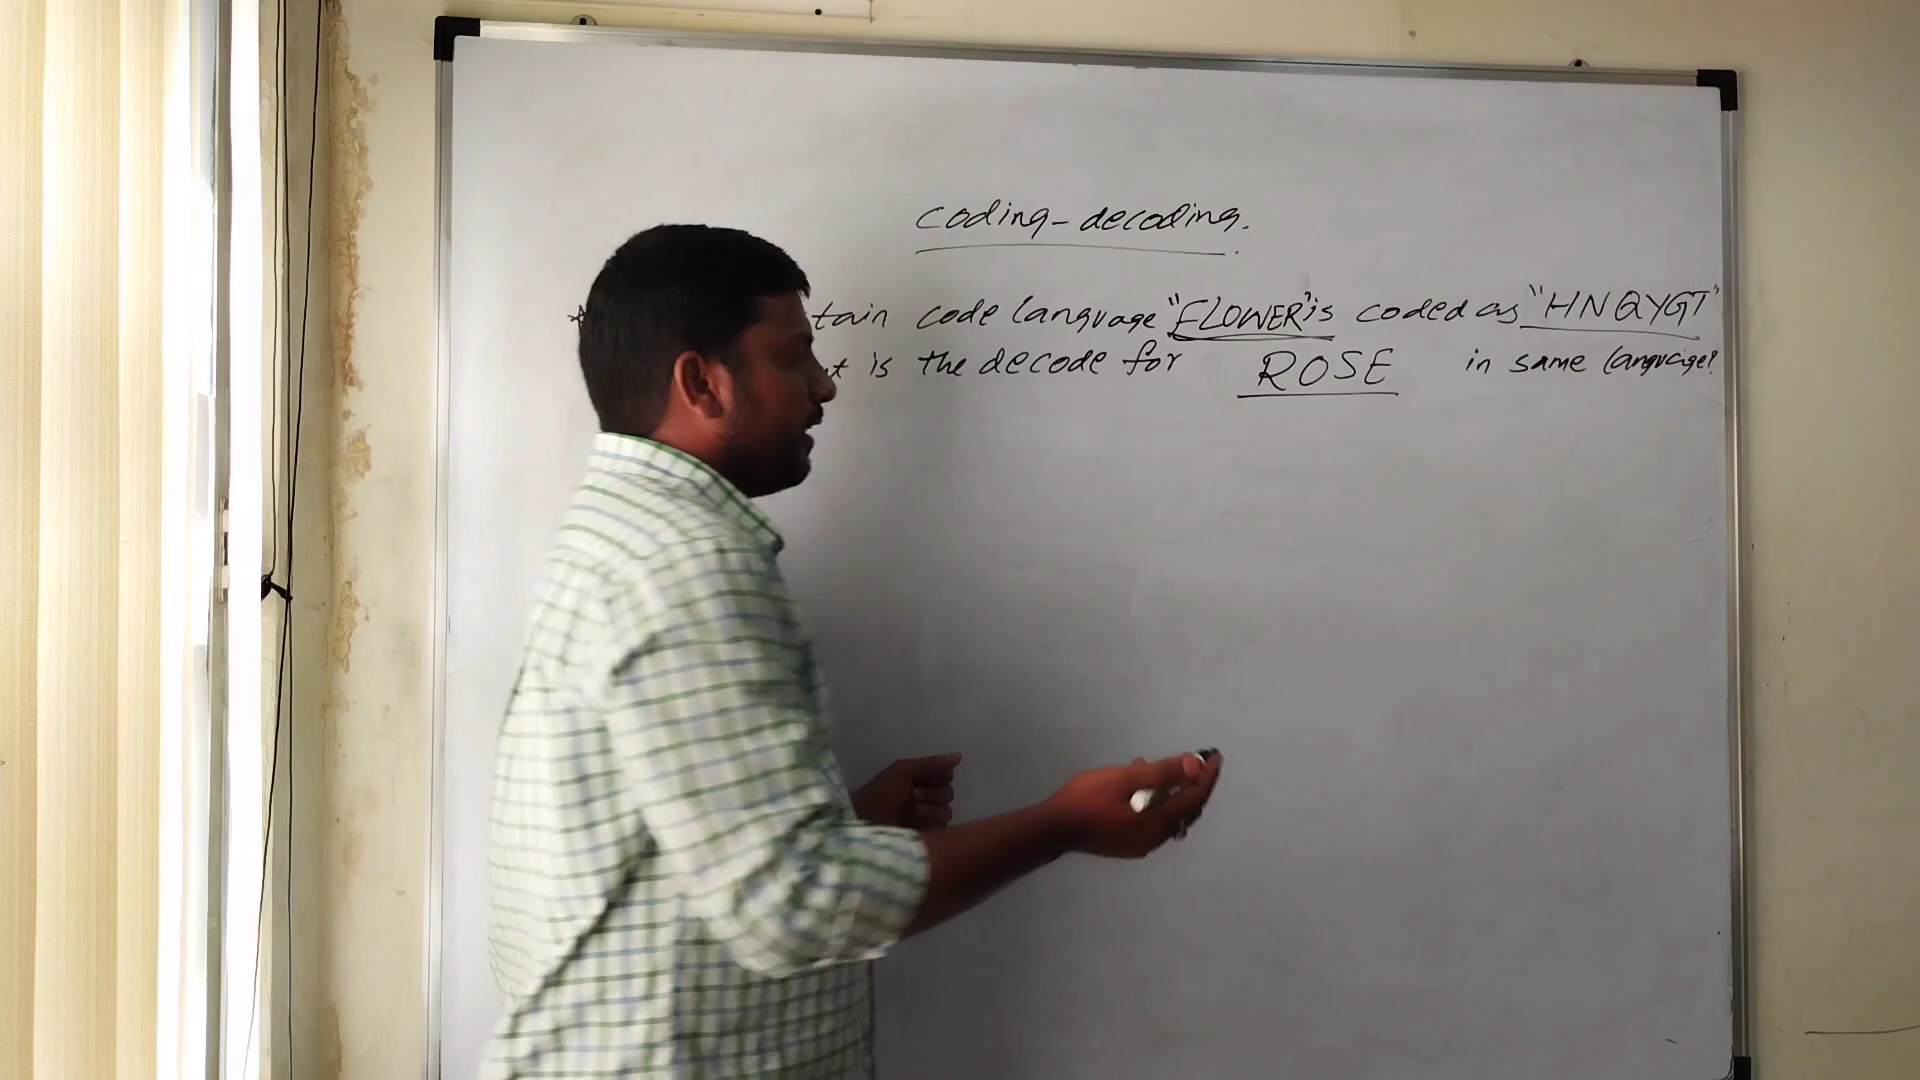 coding-decoding.
tain code language "FLOWER" is coded as "HNQYGT"
is the decode for ROSE in same language?